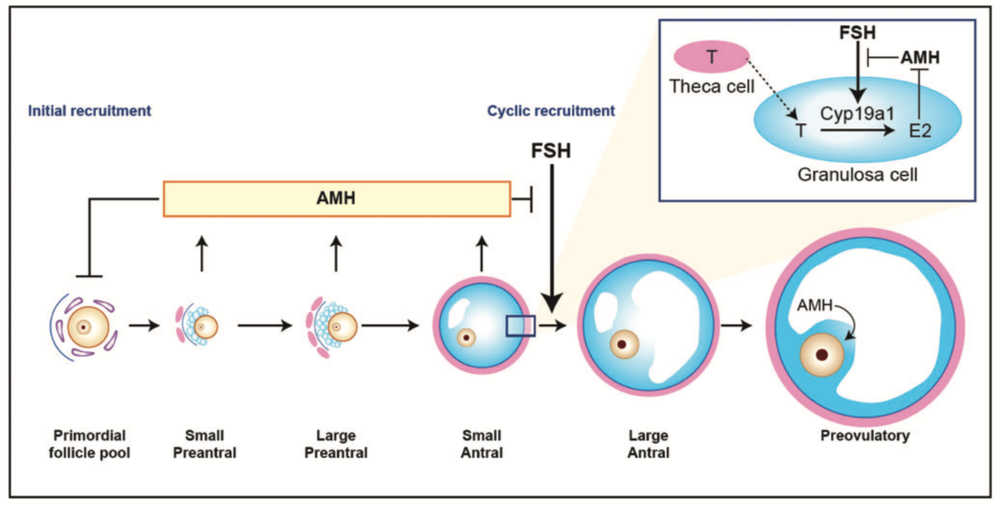 Initial recruitment
Cyclic recruitment
FSH
AMH
Primordial
follicle pool
Small
Preantral
Large
Preantral
Small
Antral
Large
Antral
Preovulatory
AMH
FSH
AMH
T
Theca cell
Cyp19a1
T
E2
Granulosa cell